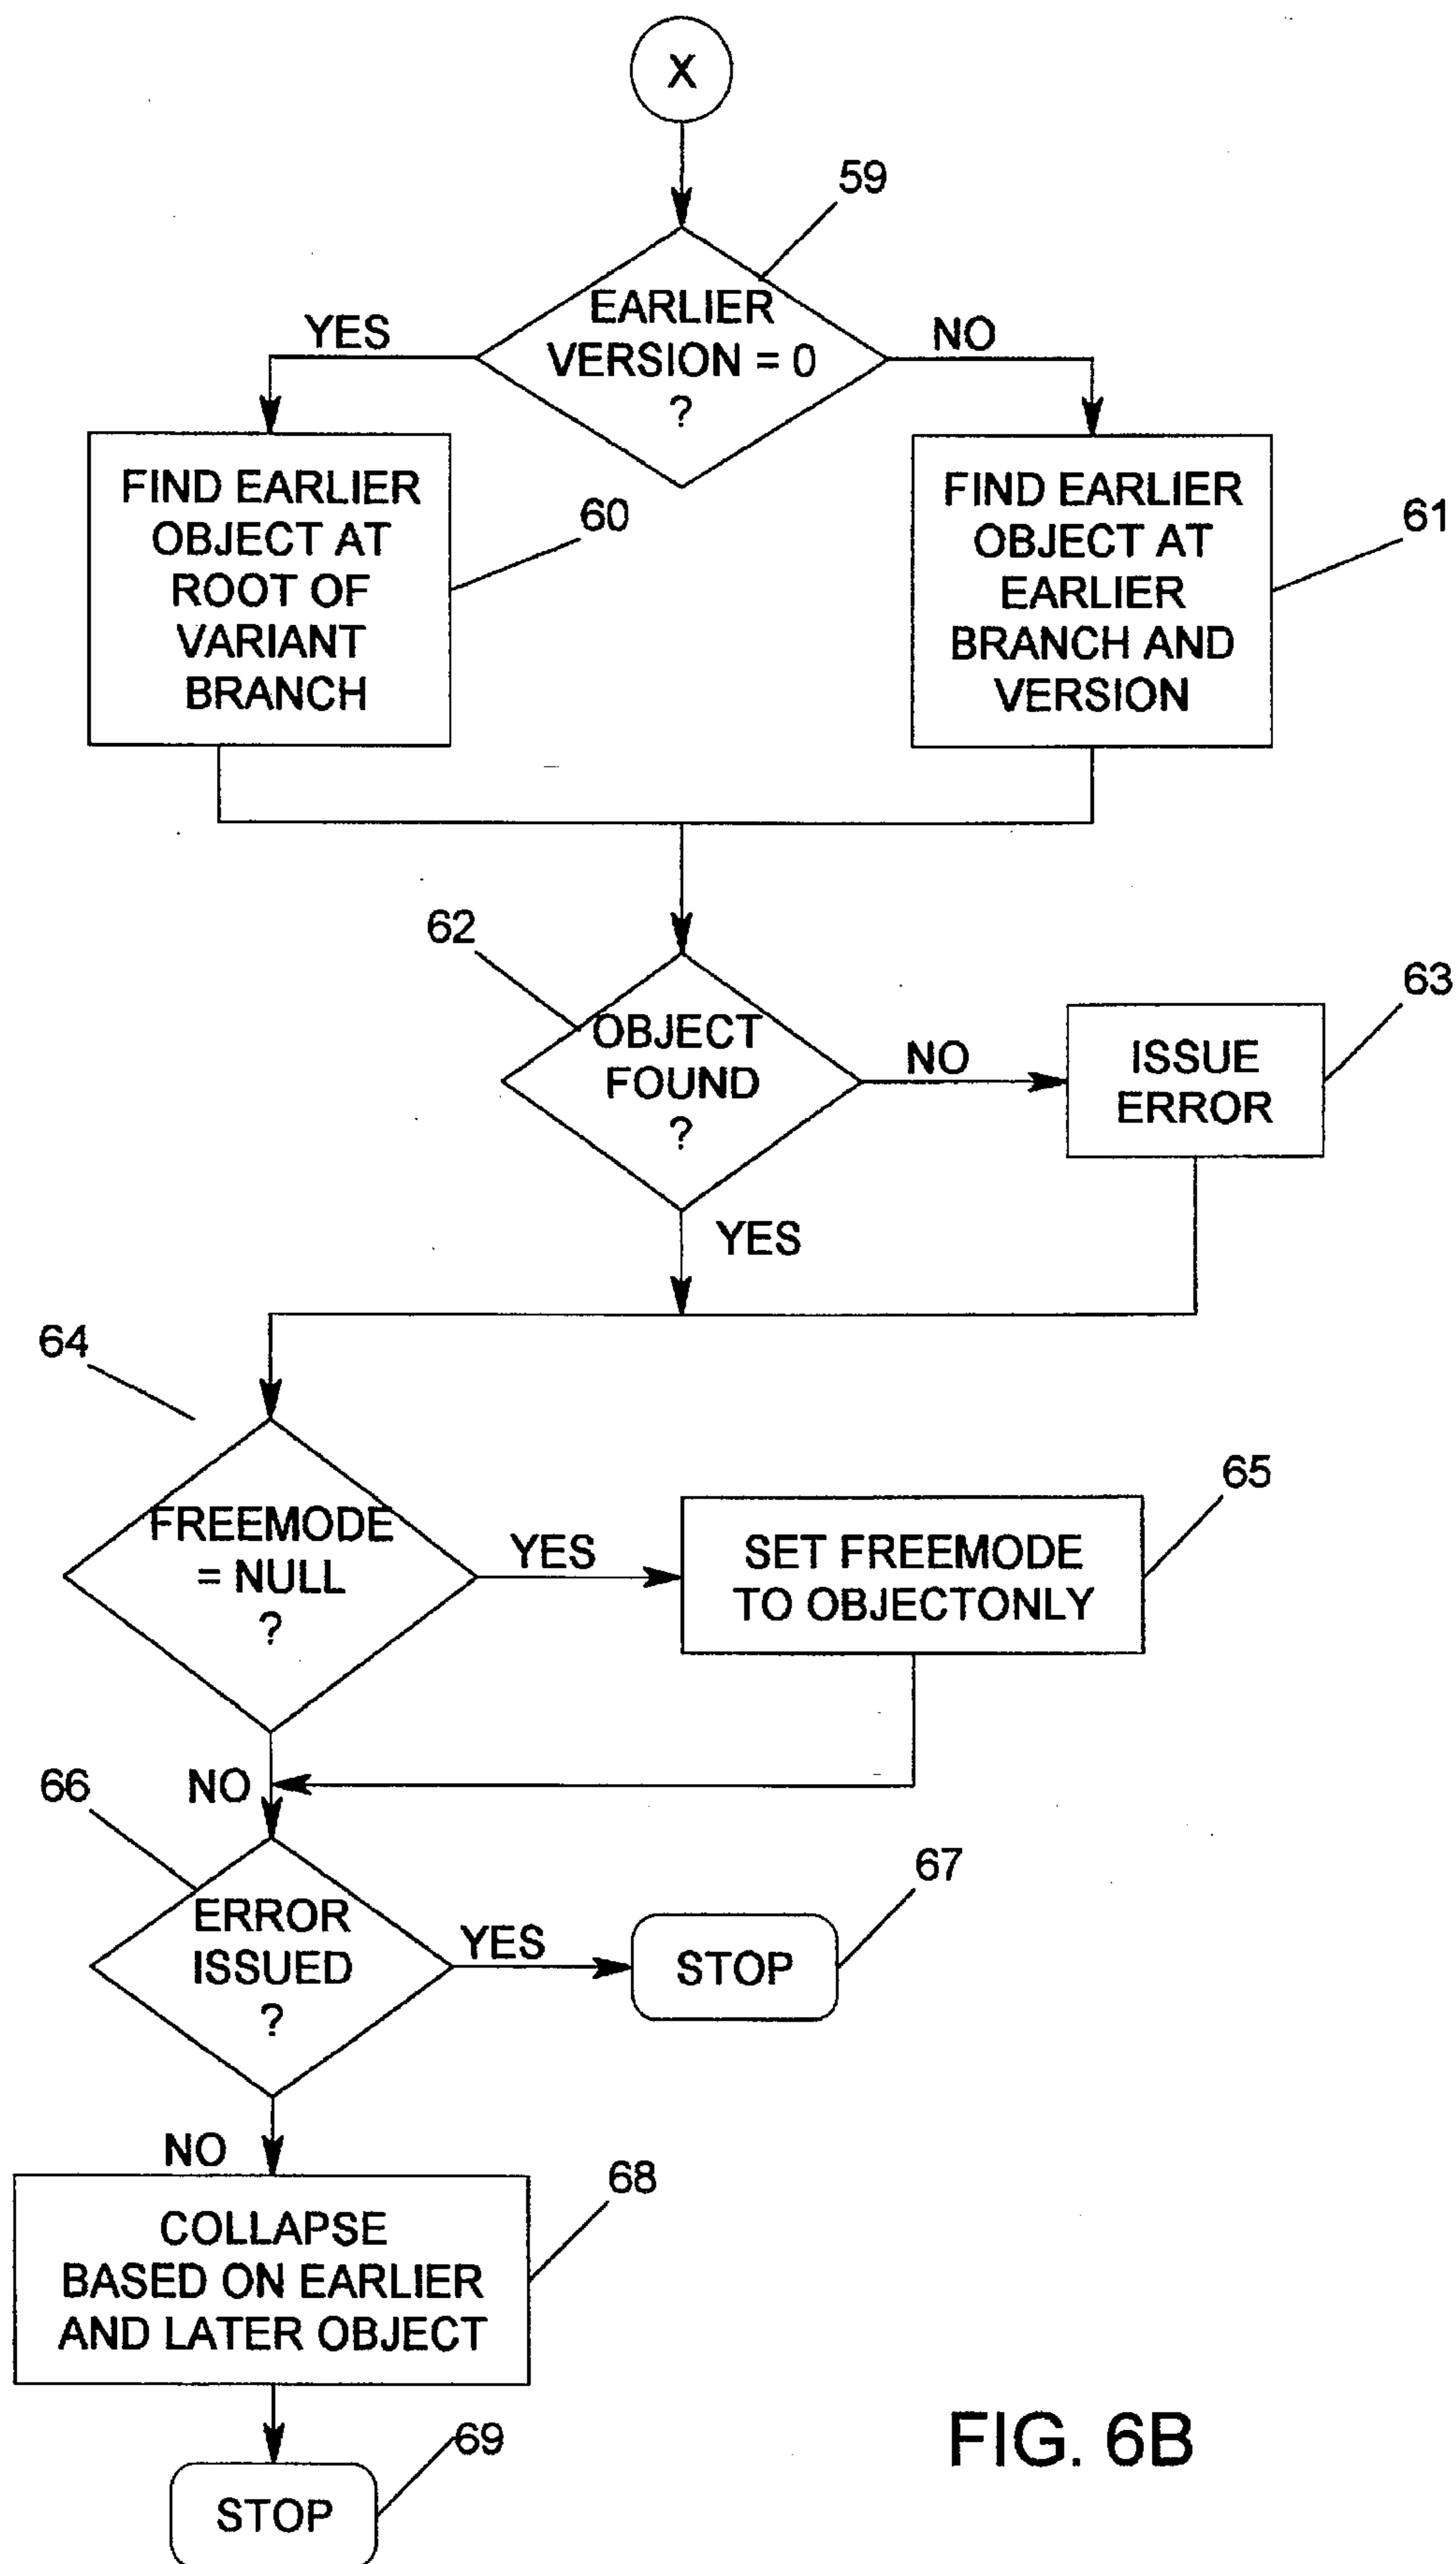 X
59
EARLIER
VERSION = 0
?
YES
NO
FIND EARLIER
OBJECT AT
ROOT OF
VARIANT
BRANCH
60
FIND EARLIER
OBJECT AT
EARLIER
BRANCH AND
VERSION
61
62
OBJECT
FOUND
?
NO
ISSUE
ERROR
63
YES
64
FREEMODE
= NULL
?
YES
SET FREEMODE
TO OBJECTONLY
65
NO
66
ERROR
ISSUED
?
YES
STOP
67
NO
COLLAPSE
BASED ON EARLIER
AND LATER OBJECT
68
STOP
69
FIG. 6B